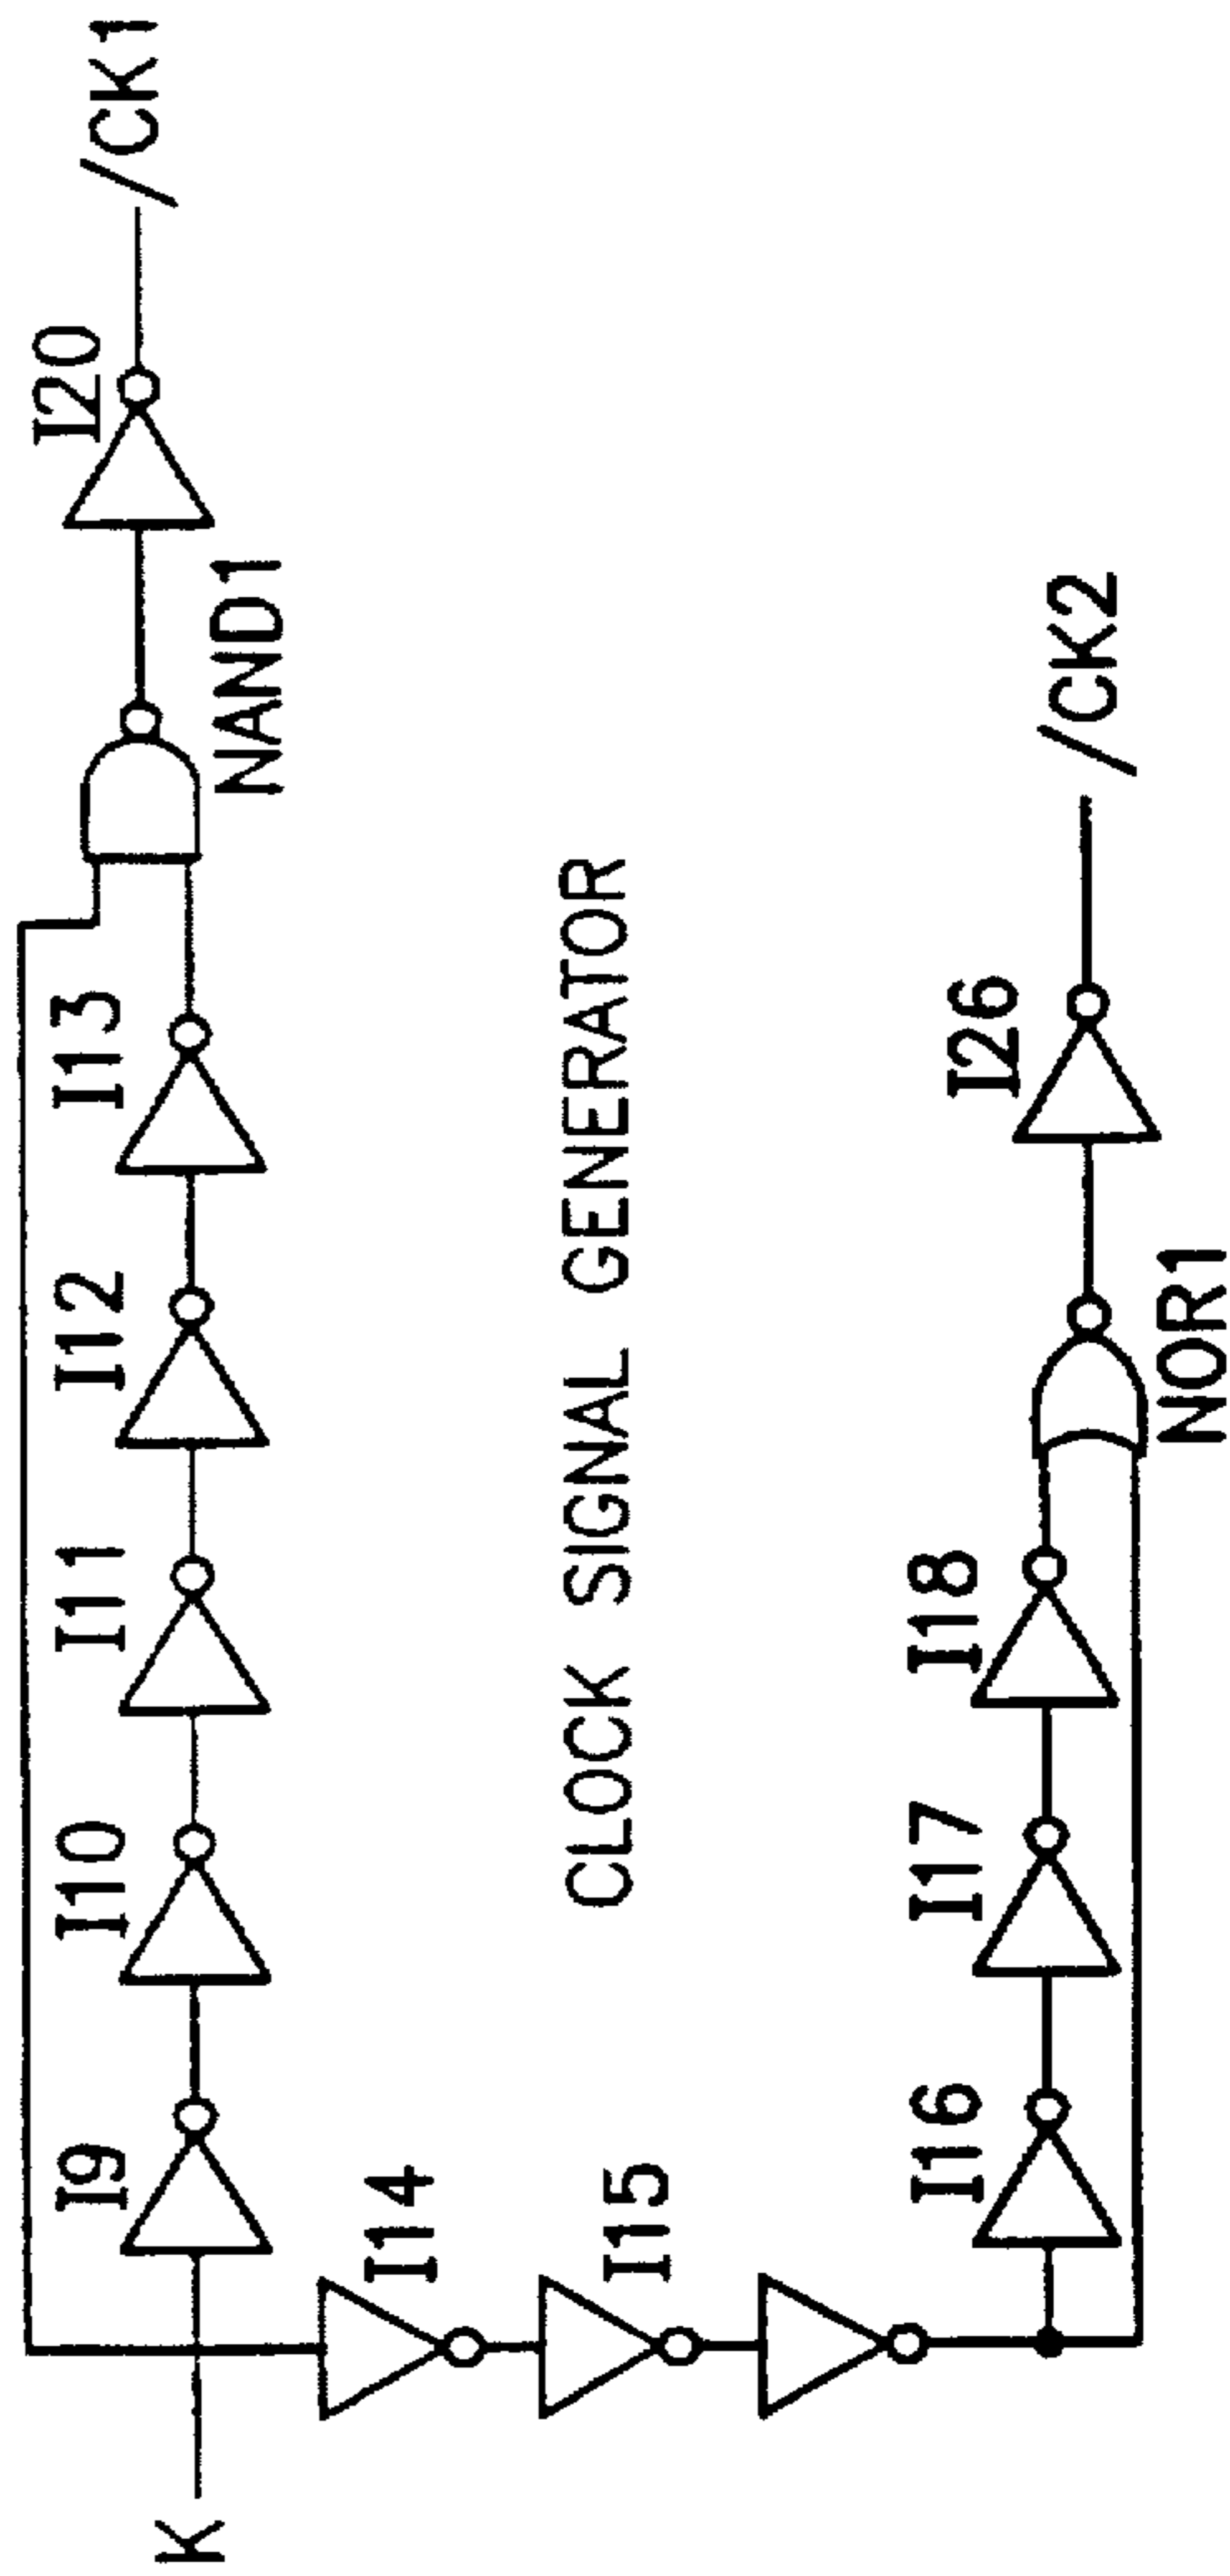 I20
/CK1
I9
I10
I11
I12
I13
NAND1
K
I14
I15
CLOCK SIGNAL GENERATOR
I16
I17
I18
I26
/CK2
NOR1